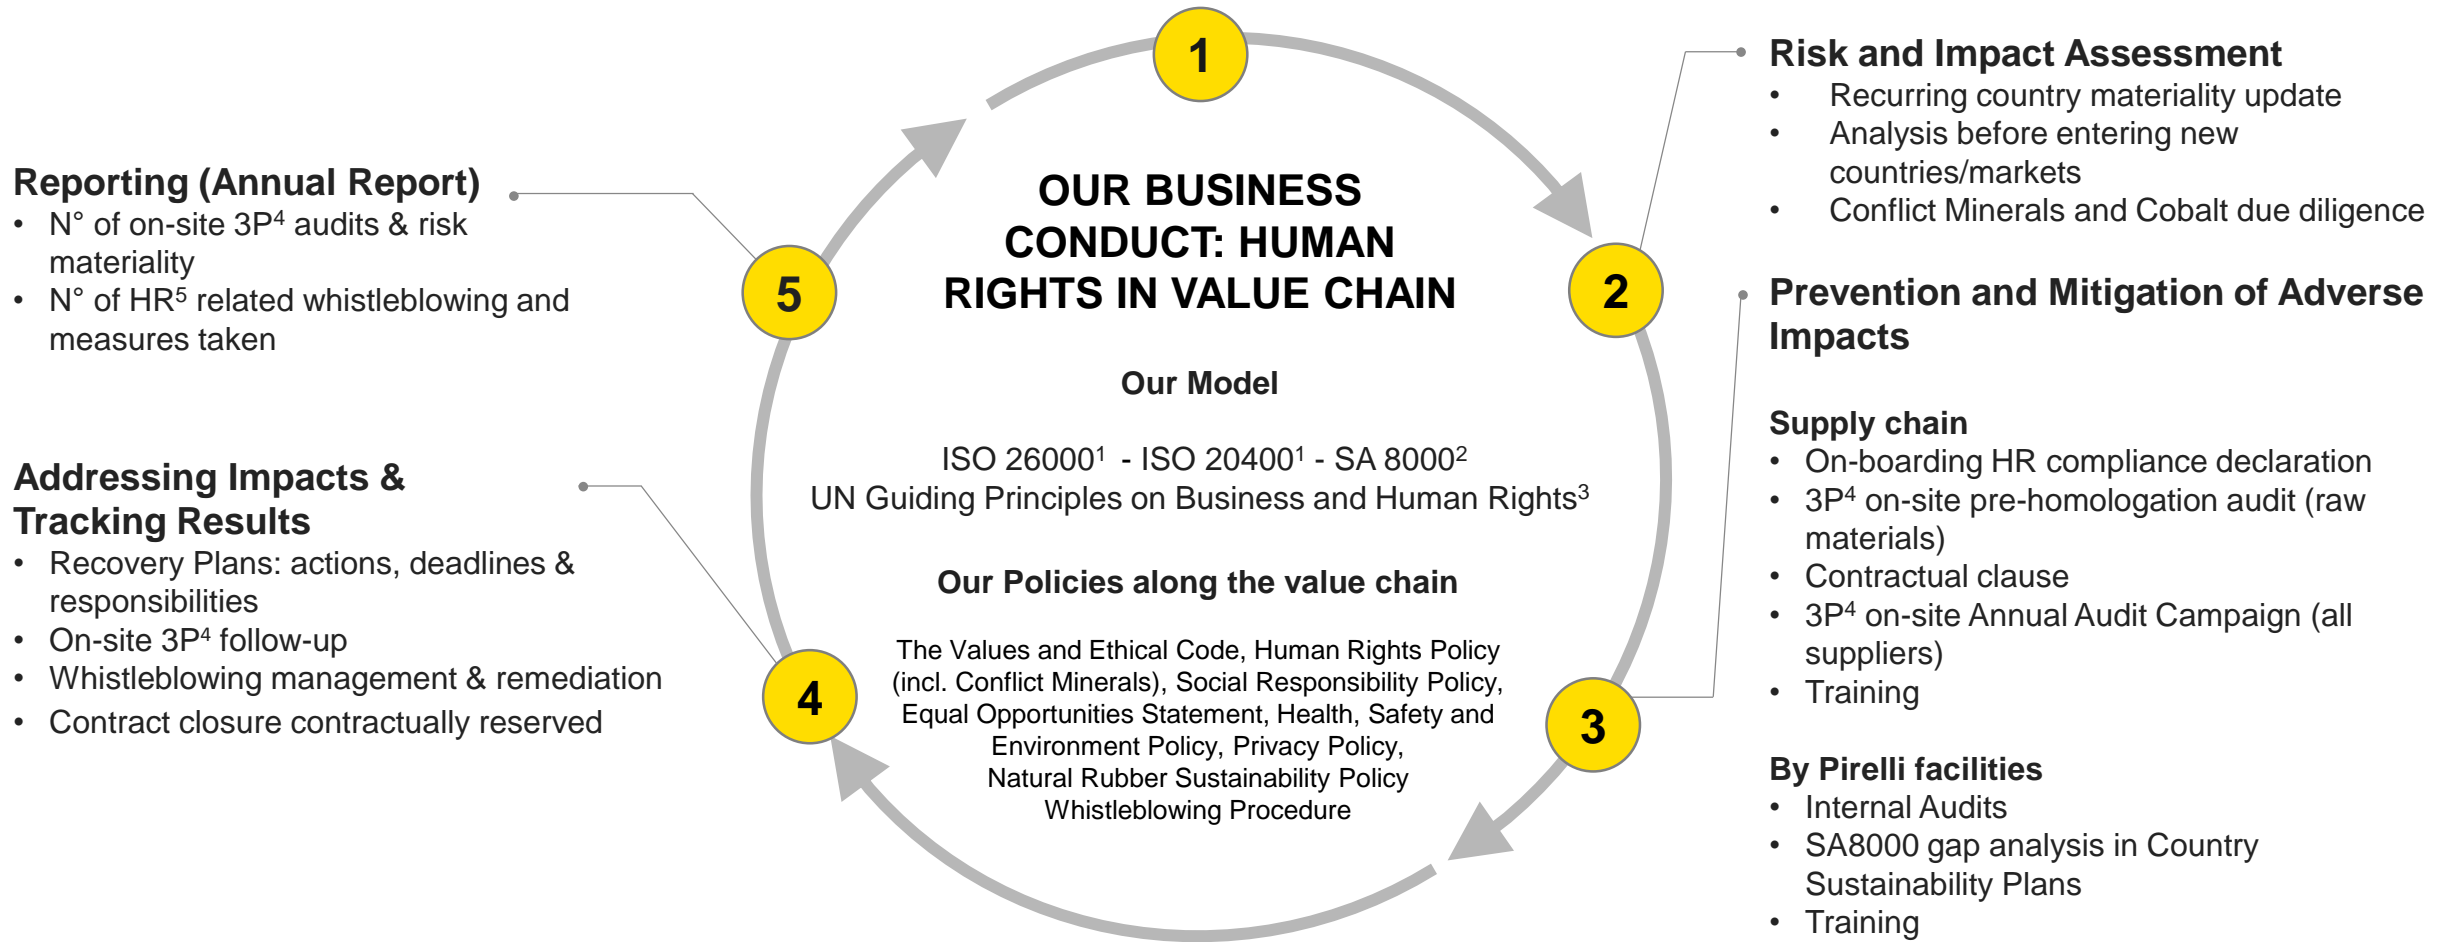 1
OUR BUSINESS
CONDUCT: HUMAN
RIGHTS IN VALUE CHAIN
Our Model
ISO 26000¹ - ISO 20400¹ - SA 8000²
UN Guiding Principles on Business and Human Rights³
Our Policies along the value chain
The Values and Ethical Code, Human Rights Policy
(incl. Conflict Minerals), Social Responsibility Policy,
Equal Opportunities Statement, Health, Safety and
Environment Policy, Privacy Policy,
Natural Rubber Sustainability Policy
Whistleblowing Procedure
2
Risk and Impact Assessment
• Recurring country materiality update
• Analysis before entering new
countries/markets
• Conflict Minerals and Cobalt due diligence
3
Prevention and Mitigation of Adverse
Impacts
Supply chain
• On-boarding HR compliance declaration
• 3P⁴ on-site pre-homologation audit (raw
materials)
• Contractual clause
• 3P⁴ on-site Annual Audit Campaign (all
suppliers)
• Training
By Pirelli facilities
• Internal Audits
• SA8000 gap analysis in Country
Sustainability Plans
• Training
4
Addressing Impacts &
Tracking Results
• Recovery Plans: actions, deadlines &
responsibilities
• On-site 3P⁴ follow-up
• Whistleblowing management & remediation
• Contract closure contractually reserved
5
Reporting (Annual Report)
• N° of on-site 3P⁴ audits & risk
materiality
• N° of HR⁵ related whistleblowing and
measures taken